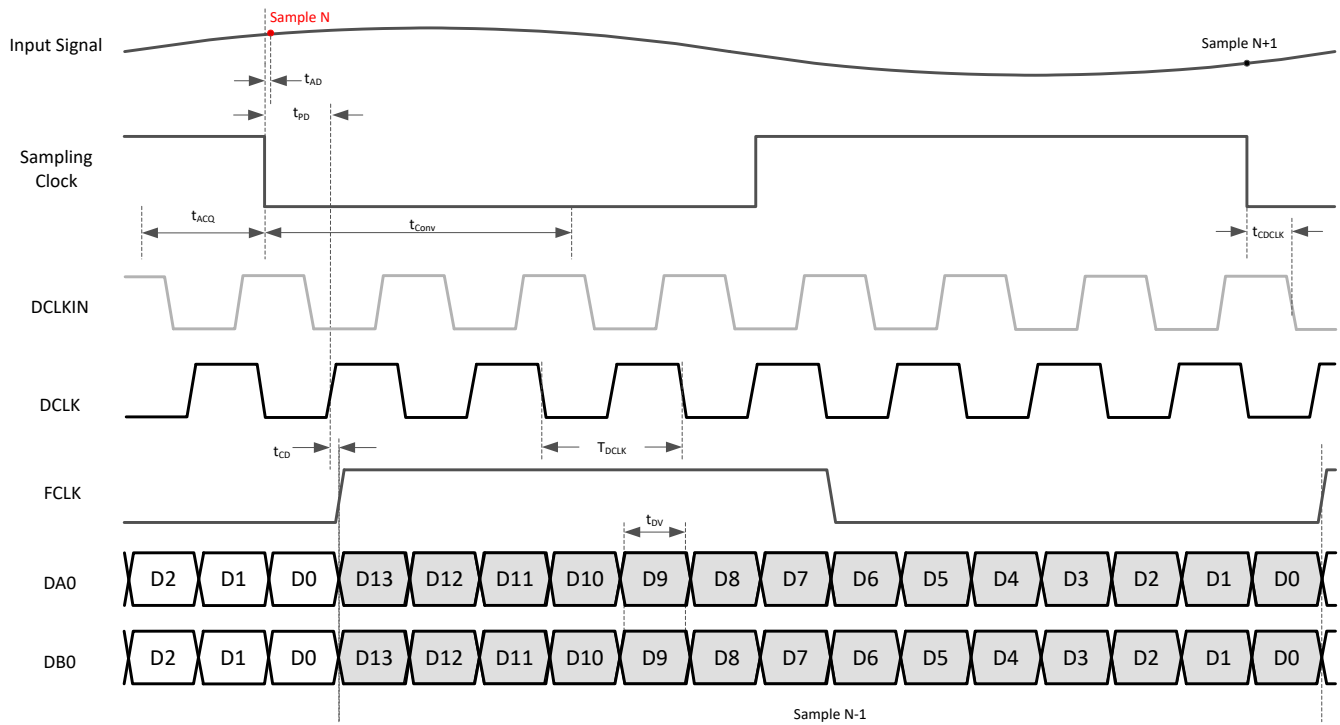 Sample N
Input Signal
Sample N+1
tAD
tPD
Sampling
Clock
tACQ
tConv
tCDCLK
DCLKIN
DCLK
tCD
TDCLK
FCLK
tDV
DA0
D2 D1 D0 D13 D12 D11 D10 D9 D8 D7 D6 D5 D4 D3 D2 D1 D0
DB0
D2 D1 D0 D13 D12 D11 D10 D9 D8 D7 D6 D5 D4 D3 D2 D1 D0
Sample N-1